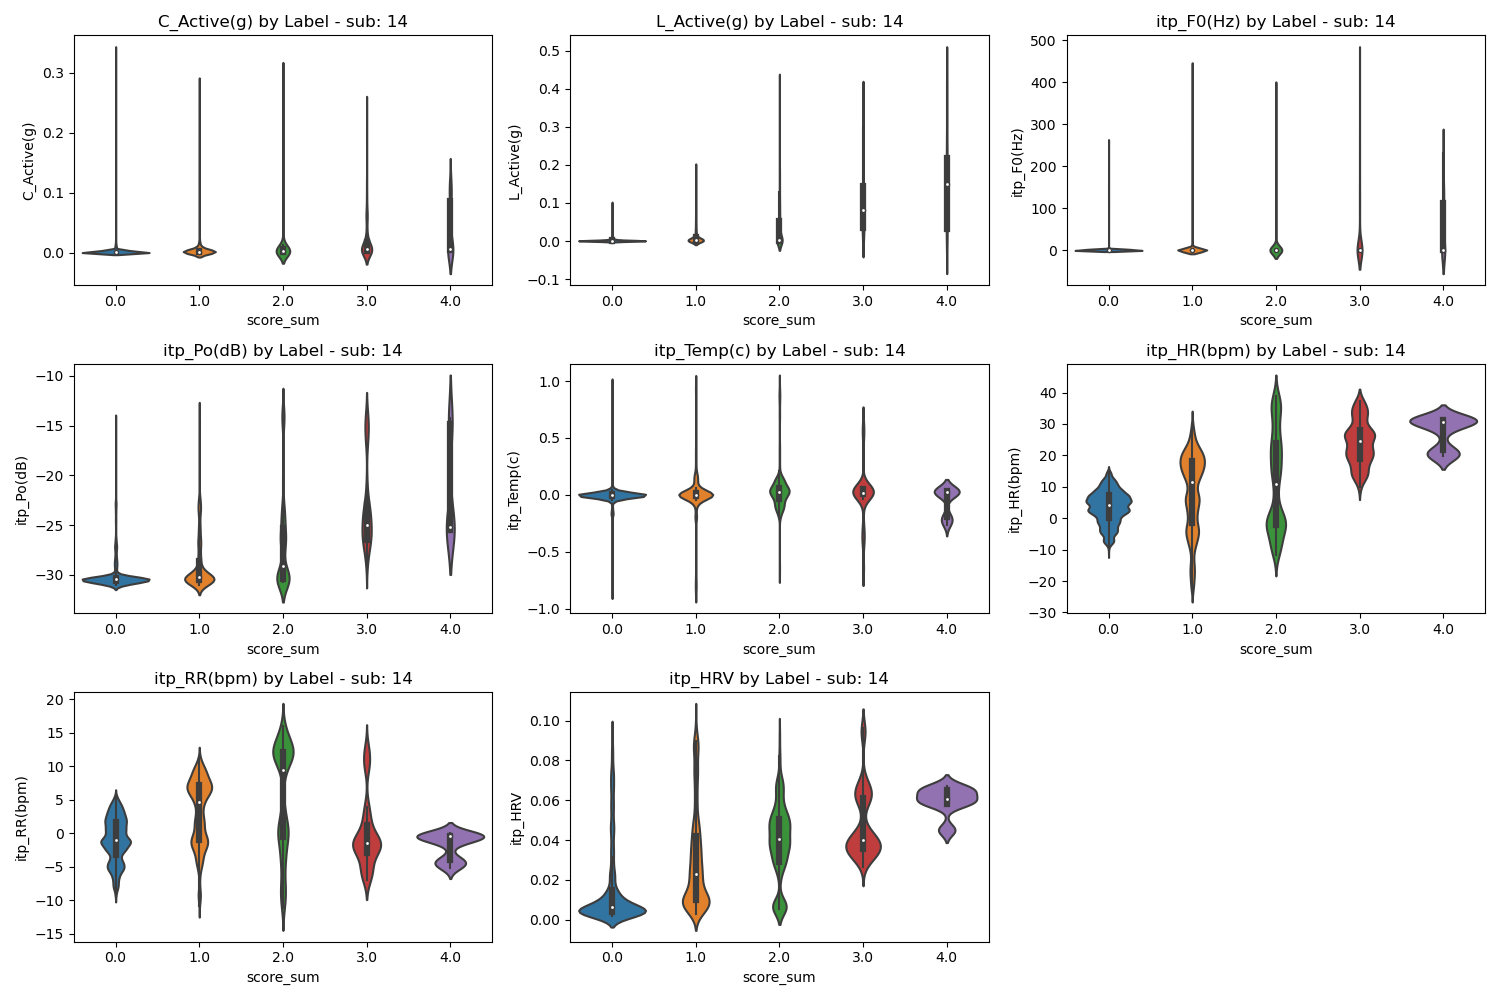 C_Active(g) by Label - sub: 14
C_Active(g)
0.3
0.2
0.1
0.0
0.0 1.0 2.0 3.0 4.0
score_sum
L_Active(g) by Label - sub: 14
L_Active(g)
0.5
0.4
0.3
0.2
0.1
0.0
−0.1
0.0 1.0 2.0 3.0 4.0
score_sum
itp_F0(Hz) by Label - sub: 14
itp_F0(Hz)
500
400
300
200
100
0
0.0 1.0 2.0 3.0 4.0
score_sum
itp_Po(dB) by Label - sub: 14
itp_Po(dB)
−10
−15
−20
−25
−30
0.0 1.0 2.0 3.0 4.0
score_sum
itp_Temp(c) by Label - sub: 14
itp_Temp(c)
1.0
0.5
0.0
−0.5
−1.0
0.0 1.0 2.0 3.0 4.0
score_sum
itp_HR(bpm) by Label - sub: 14
itp_HR(bpm)
40
30
20
10
0
−10
−20
−30
0.0 1.0 2.0 3.0 4.0
score_sum
itp_RR(bpm) by Label - sub: 14
itp_RR(bpm)
20
15
10
5
0
−5
−10
−15
0.0 1.0 2.0 3.0 4.0
score_sum
itp_HRV by Label - sub: 14
itp_HRV
0.10
0.08
0.06
0.04
0.02
0.00
0.0 1.0 2.0 3.0 4.0
score_sum